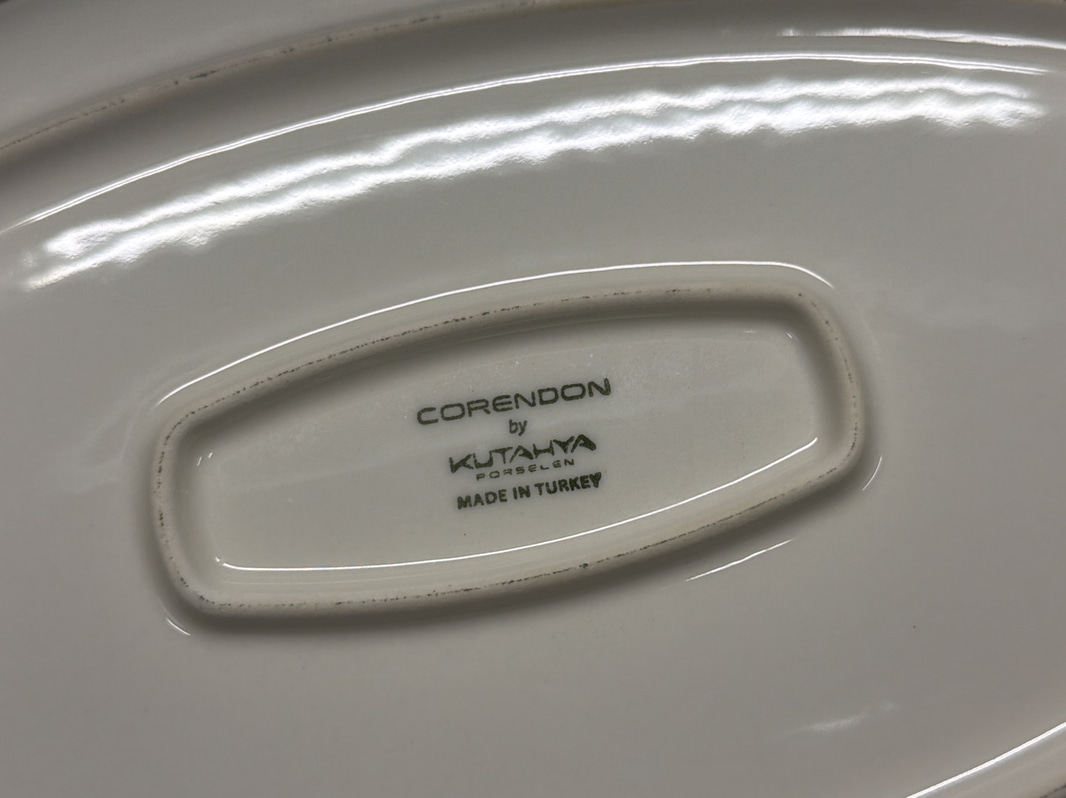 CORENDON
by
KUTAHYA
PORSELEN
MADE IN TURKEY